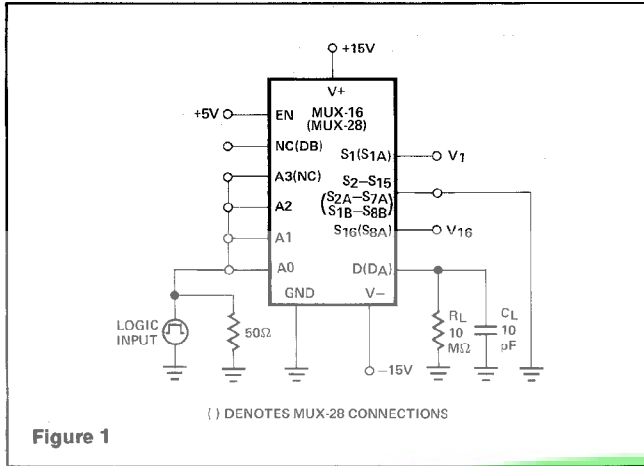 +15V
V+
+5V
EN
MUX-16
(MUX-28)
NC(DB)
S1(S1A)
V1
A3(NC)
S2–S15
A2
(S2A–S7A
S1B–S8B)
A1
S16(S8A)
V16
A0
D(DA)
GND
V–
LOGIC
INPUT
50Ω
RL
10
MΩ
CL
10
pF
–15V
( ) DENOTES MUX-28 CONNECTIONS
Figure 1